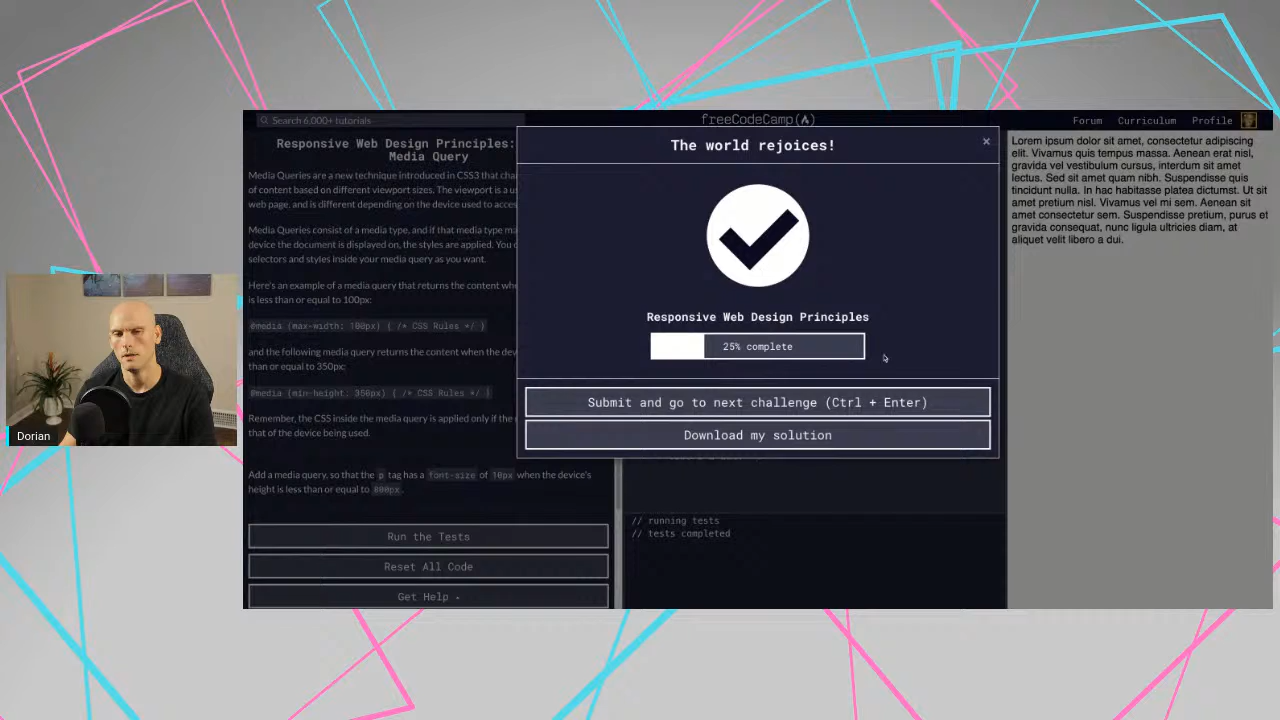 Search 6,000+ tutorials
freeCodeCamp
Forum
Curriculum
Profile
Responsive Web Design Principles:
Media Query
Media Queries are a new technique introduced in CSS3 that cha
of content based on different viewport sizes. The viewport is a us
web page, and is different depending on the device used to acces
Media Queries consist of a media type, and if that media type ma
device the document is displayed on, the styles are applied. You c
selectors and styles inside your media query as you want.
Here's an example of a media query that returns the content whe
is less than or equal to 100px:
@media (max-width: 100px) { /* CSS Rules */ }
and the following media query returns the content when the dev
than or equal to 350px:
@media (min-height: 350px) { /* CSS Rules */ }
Remember, the CSS inside the media query is applied only if the
that of the device being used.
Add a media query, so that the p tag has a font-size of 10px when the device's
height is less than or equal to 800px.
Run the Tests
Reset All Code
Get Help
The world rejoices!
×
Responsive Web Design Principles
25% complete
Submit and go to next challenge (Ctrl + Enter)
Download my solution
// running tests
// tests completed
Lorem ipsum dolor sit amet, consectetur adipiscing
elit. Vivamus quis tempus massa. Aenean erat nisl,
gravida vel vestibulum cursus, interdum sit amet
lectus. Sed sit amet quam nibh. Suspendisse quis
tincidunt nulla. In hac habitasse platea dictumst. Ut sit
amet pretium nisl. Vivamus vel mi sem. Aenean sit
amet consectetur sem. Suspendisse pretium, purus et
gravida consequat, nunc ligula ultricies diam, at
aliquet velit libero a dui.
Dorian